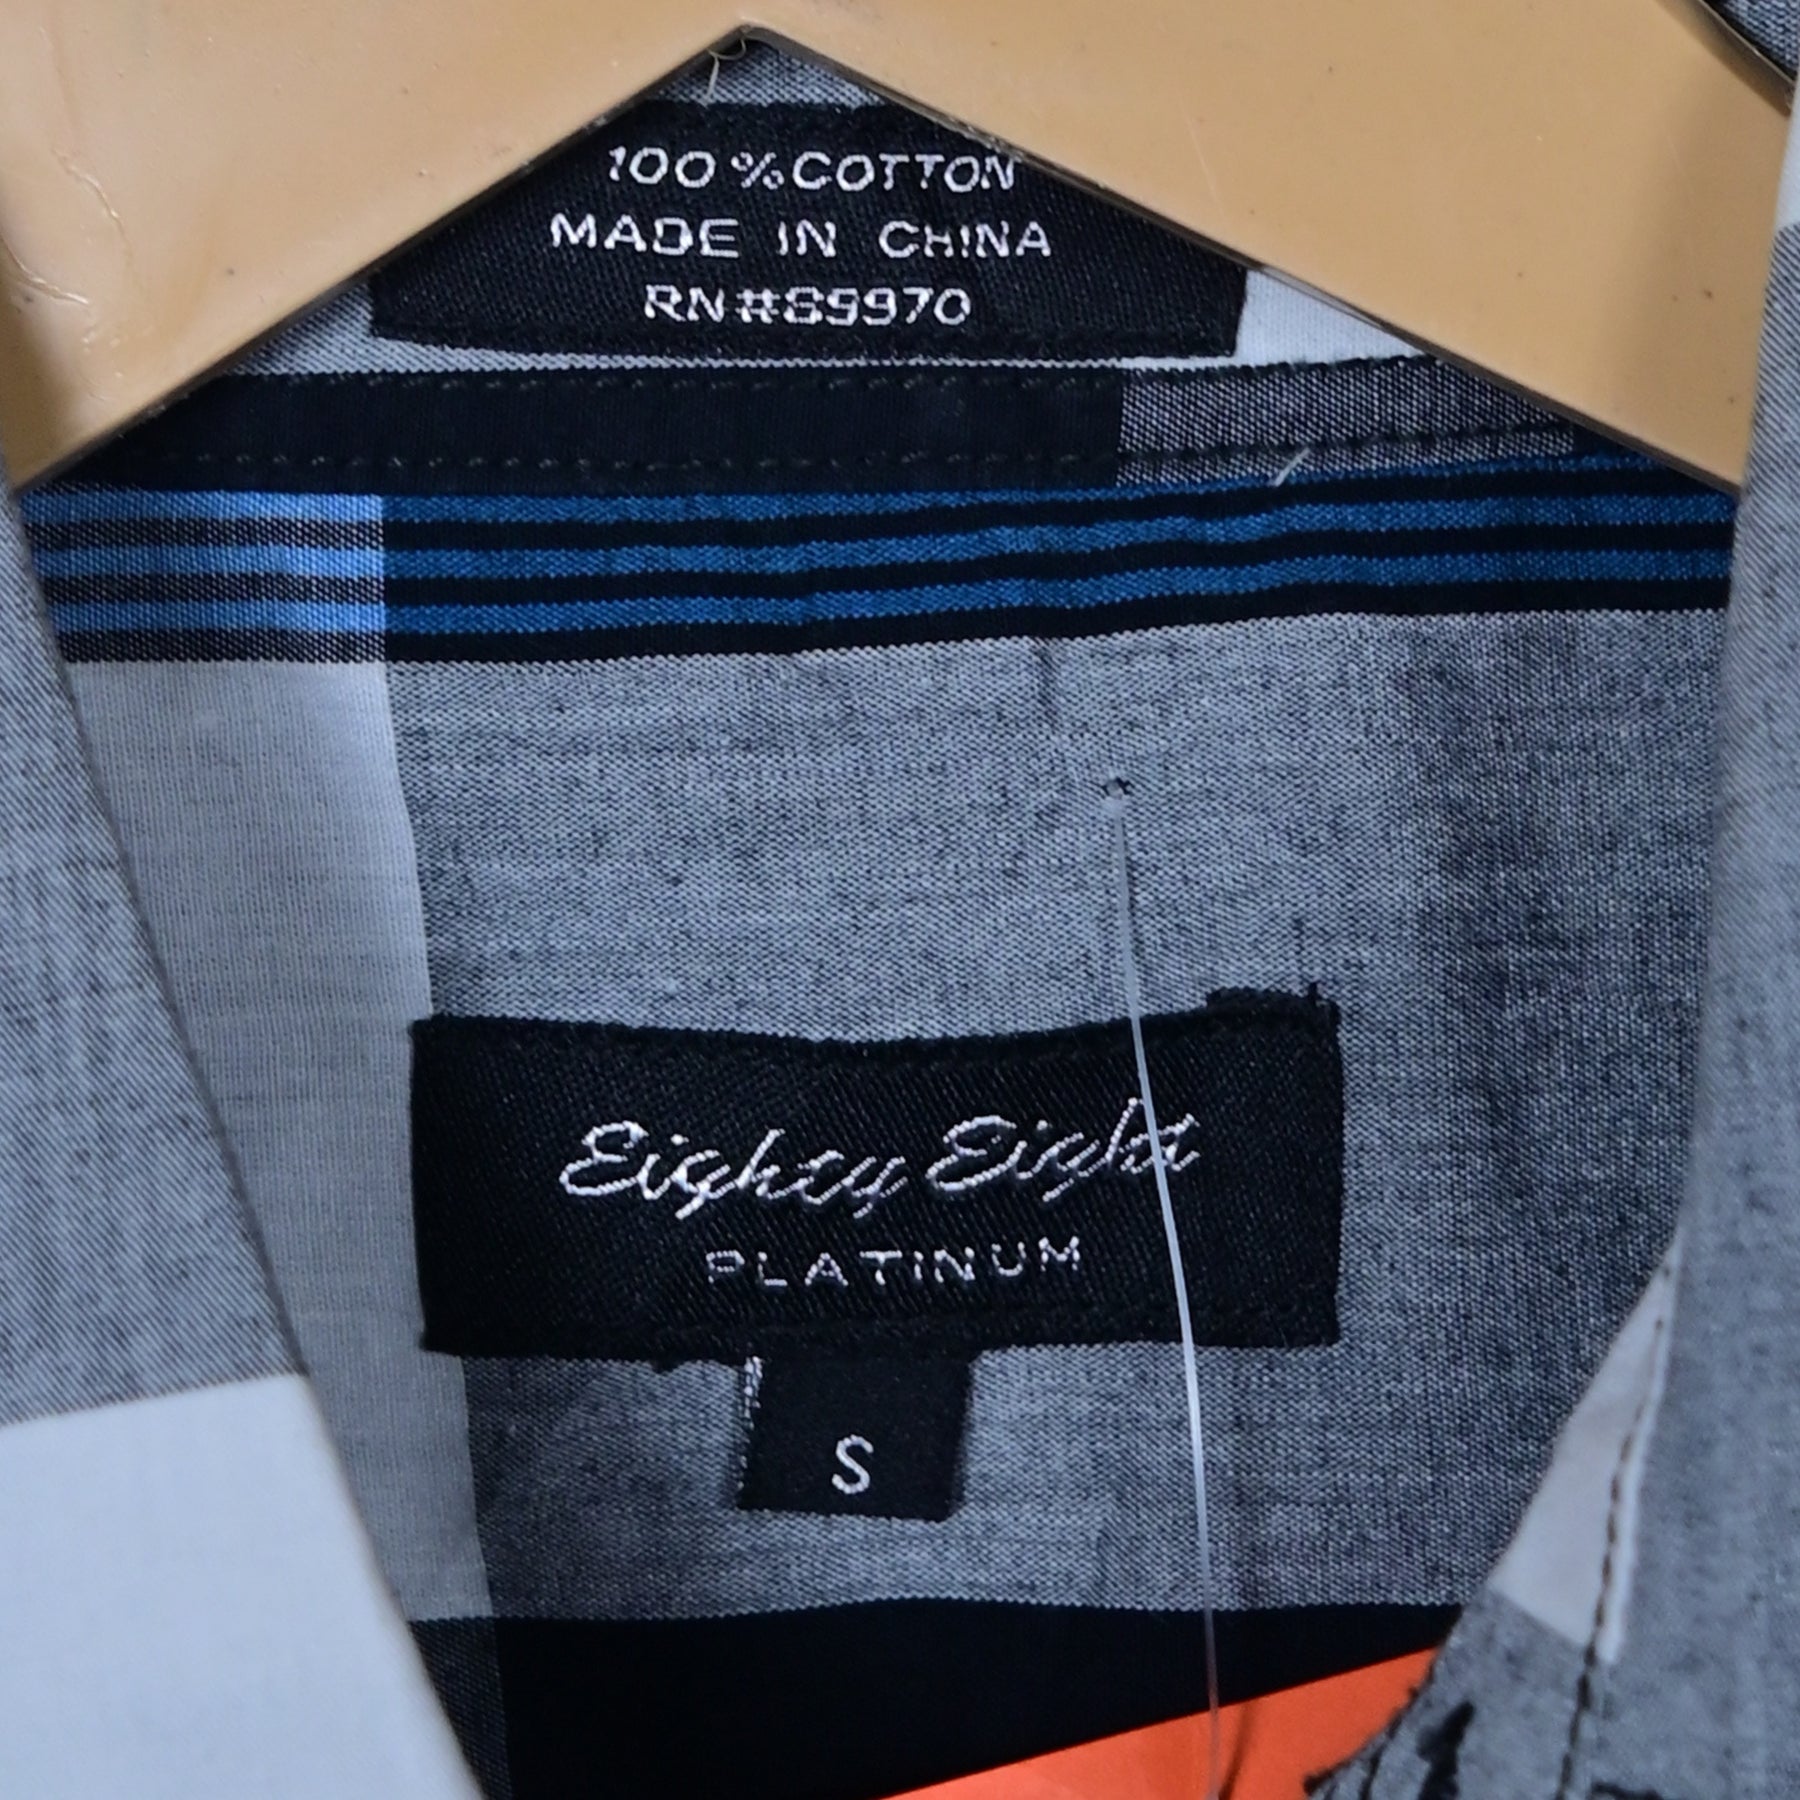 100% COTTON
MADE IN CHINA
RN#89970
Eighty Eight
PLATINUM
S